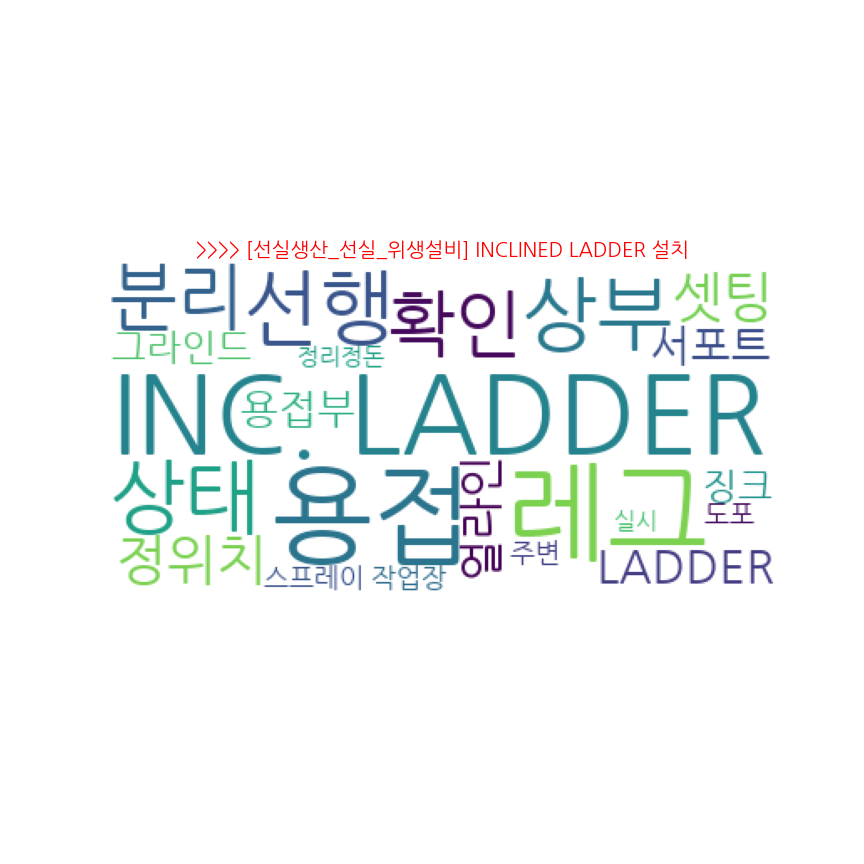 >>>> [선실생산_선실_위생설비] INCLINED LADDER 설치
분리 선행 확인 상부 셋팅
그라인드 정리정돈 서포트
용접부
INC. LADDER
상태 용접 얼라인 레그 징크
실시 도포
정위치 주변 LADDER
스프레이 작업장